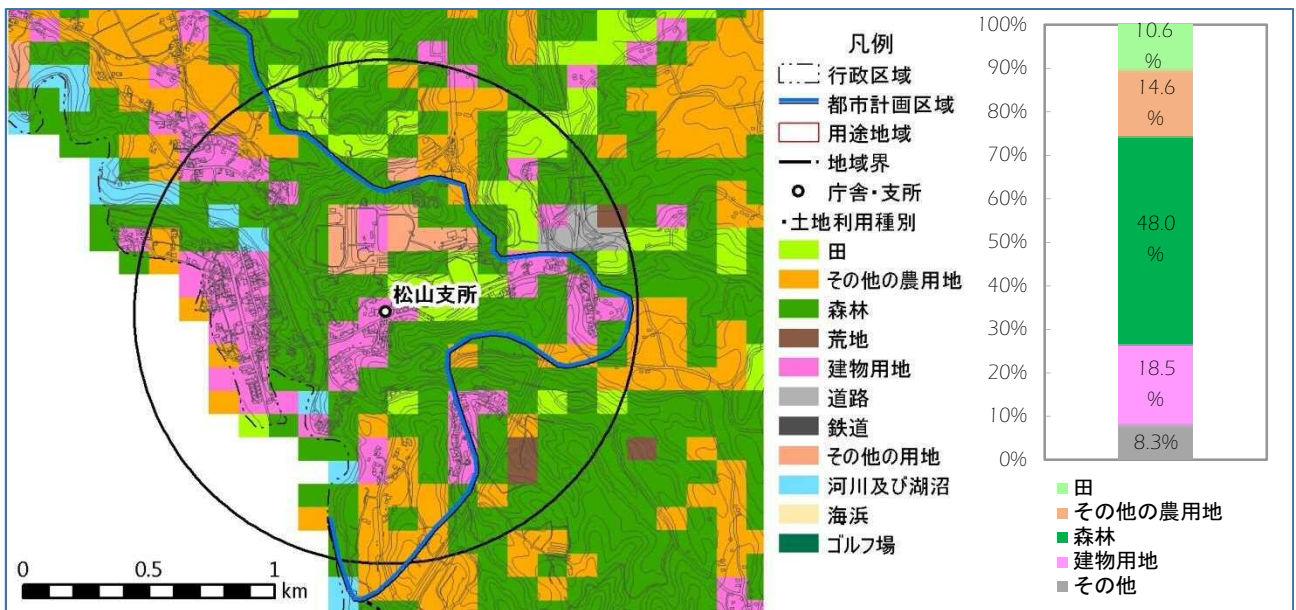 松山支所
0 0.5 1
km
凡例
行政区域
都市計画区域
用途地域
地域界
庁舎・支所
・土地利用種別
田
その他の農用地
森林
荒地
建物用地
道路
鉄道
その他の用地
河川及び湖沼
海浜
ゴルフ場
100%
90%
80%
70%
60%
50%
40%
30%
20%
10%
0%
10.6
%
14.6
%
48.0
%
18.5
%
8.3%
田
その他の農用地
森林
建物用地
その他